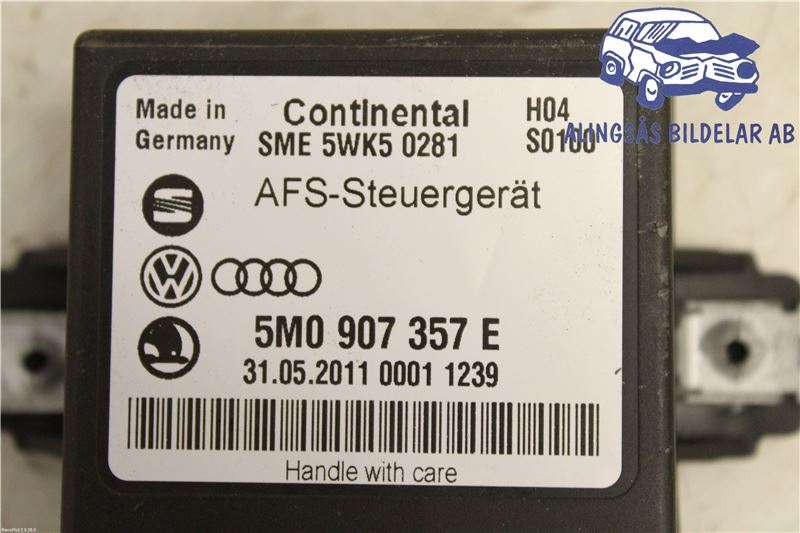 Made in Germany
Continental
SME 5WK5 0281
H04
S0100
ALINGSÅS BILDELAR AB
AFS-Steuergerät
VW
5M0 907 357 E
31.05.2011 0001 1239
Handle with care